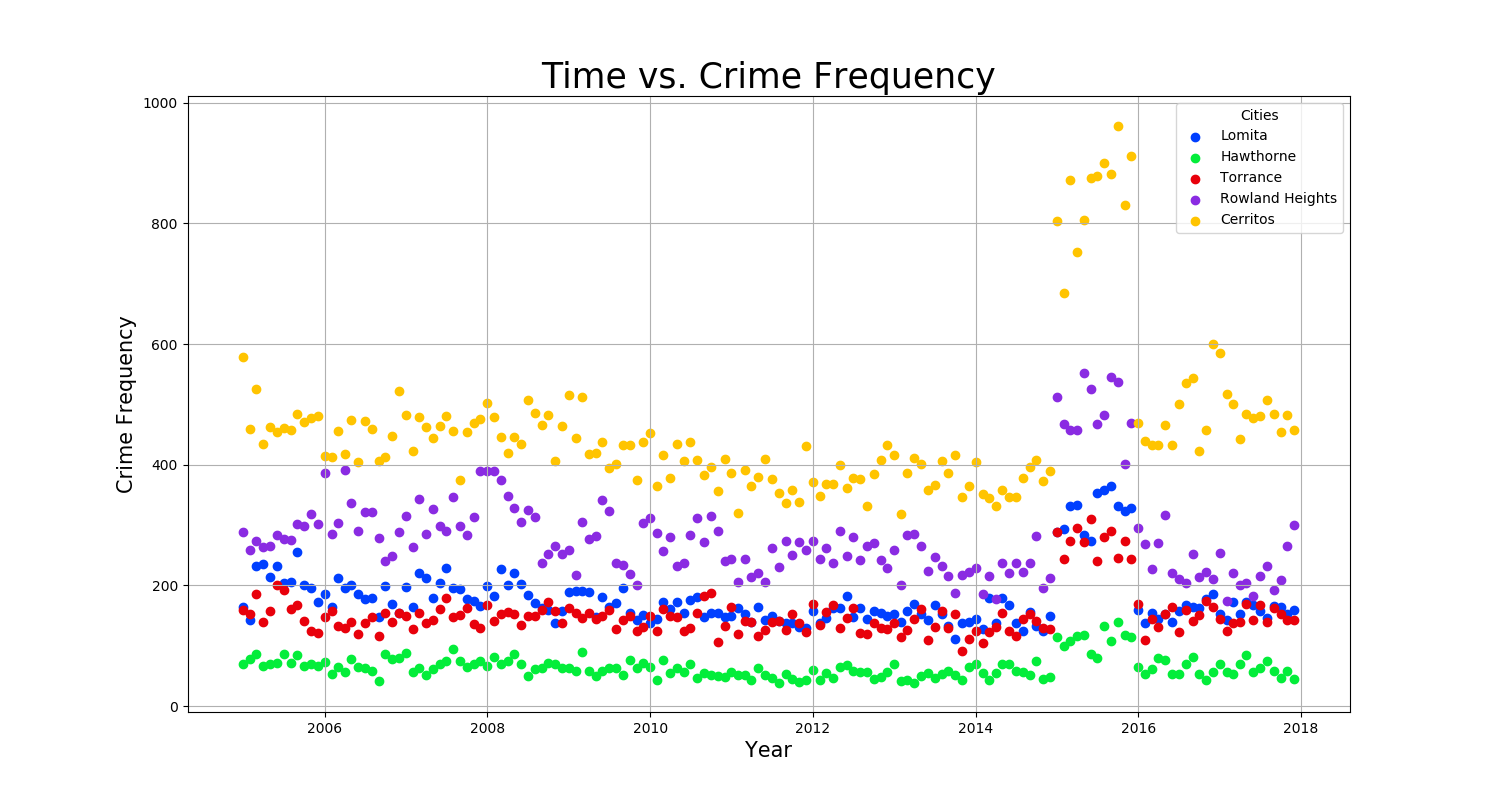 Time vs. Crime Frequency
Crime Frequency
1000
800
600
400
200
0
Cities
Lomita
Hawthorne
Torrance
Rowland Heights
Cerritos
2006
2008
2010
2012
2014
2016
2018
Year